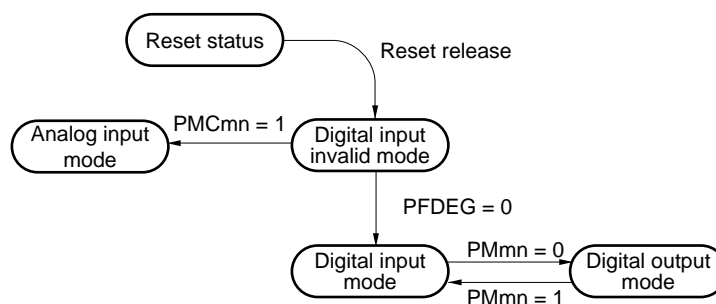 Reset status
Reset release
Analog input
mode
PMCmn = 1
Digital input
invalid mode
PFDEG = 0
Digital input
mode
PMmn = 0
PMmn = 1
Digital output
mode